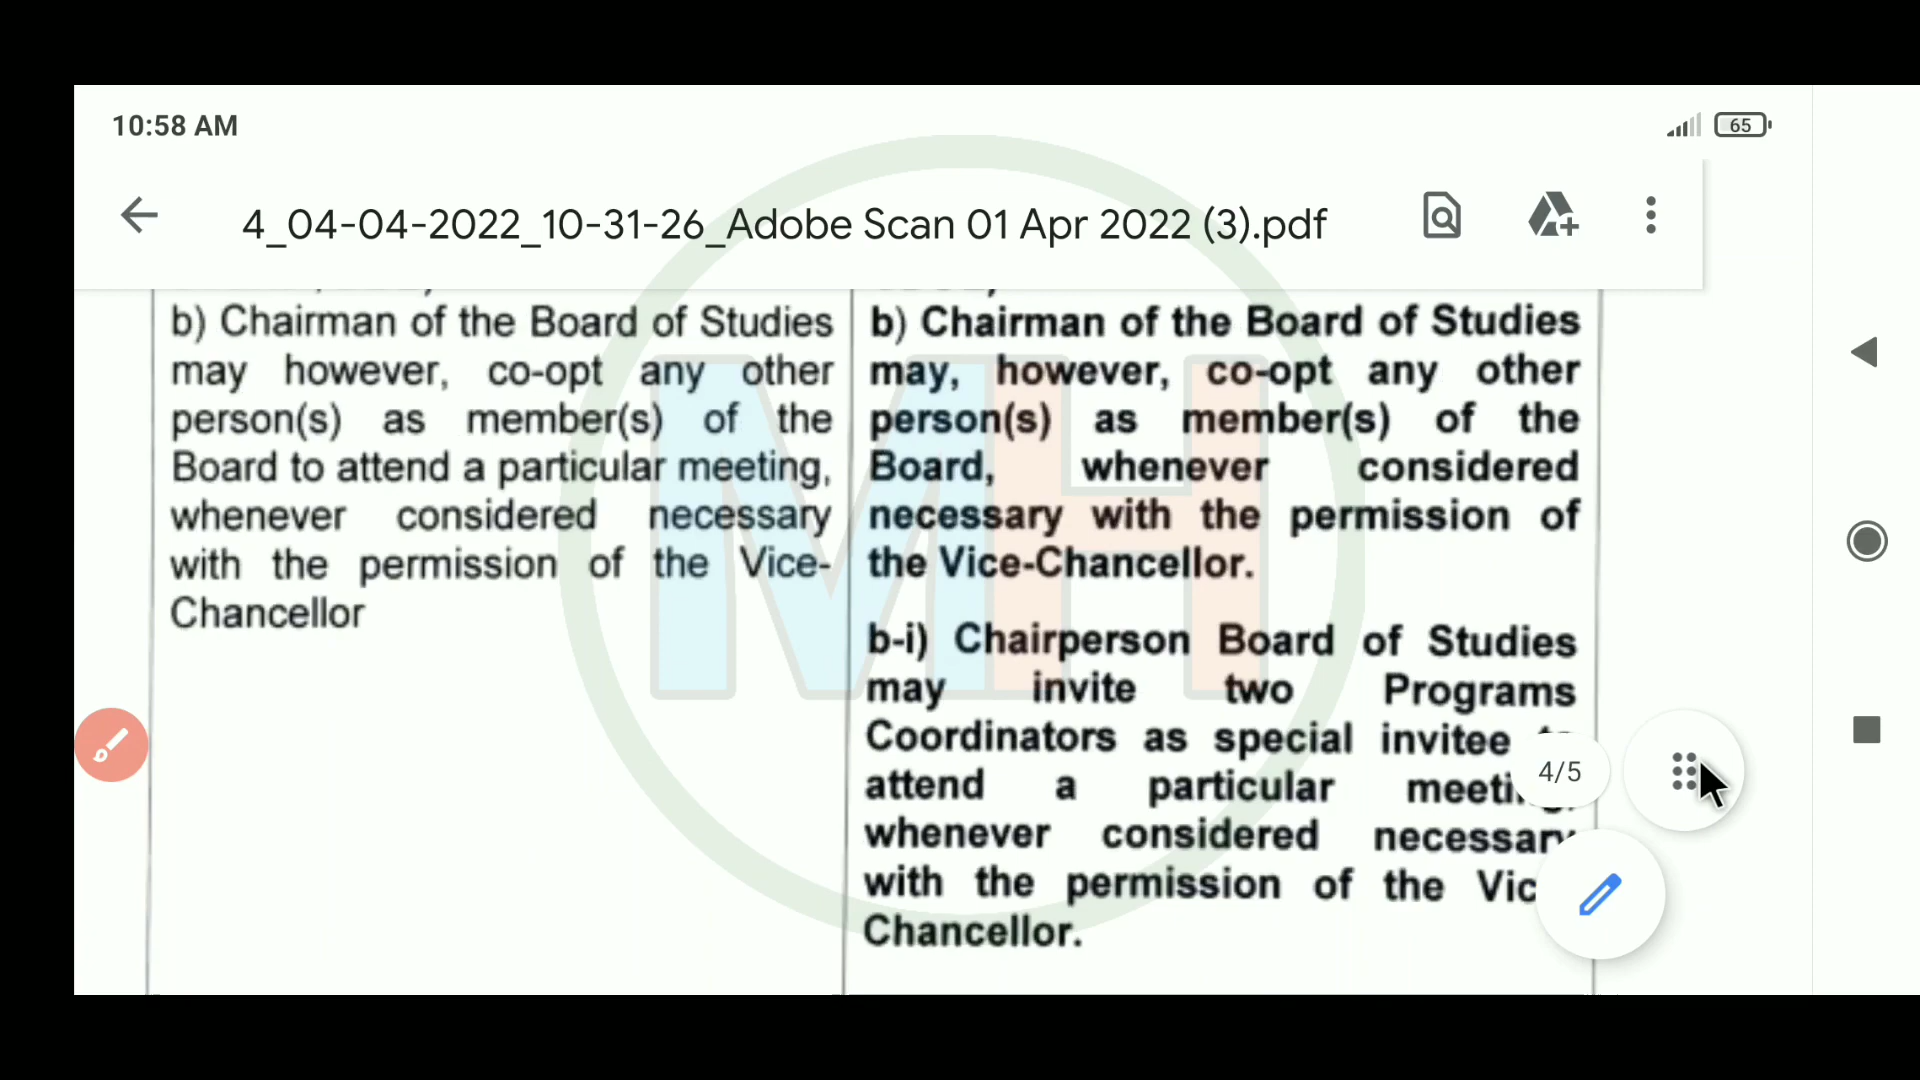 10:58 AM
65
4_04-04-2022_10-31-26_Adobe Scan 01 Apr 2022 (3).pdf
b) Chairman of the Board of Studies
may however, co-opt any other
person(s) as member(s) of the
Board to attend a particular meeting,
whenever considered necessary
with the permission of the Vice-
Chancellor
b) Chairman of the Board of Studies
may, however, co-opt any other
person(s) as member(s) of the
Board, whenever considered
necessary with the permission of
the Vice-Chancellor.
b-i) Chairperson Board of Studies
may invite two Programs
Coordinators as special invitee
attend a particular
whenever considered necessary
with the permission of the
Chancellor.
4/5
MH